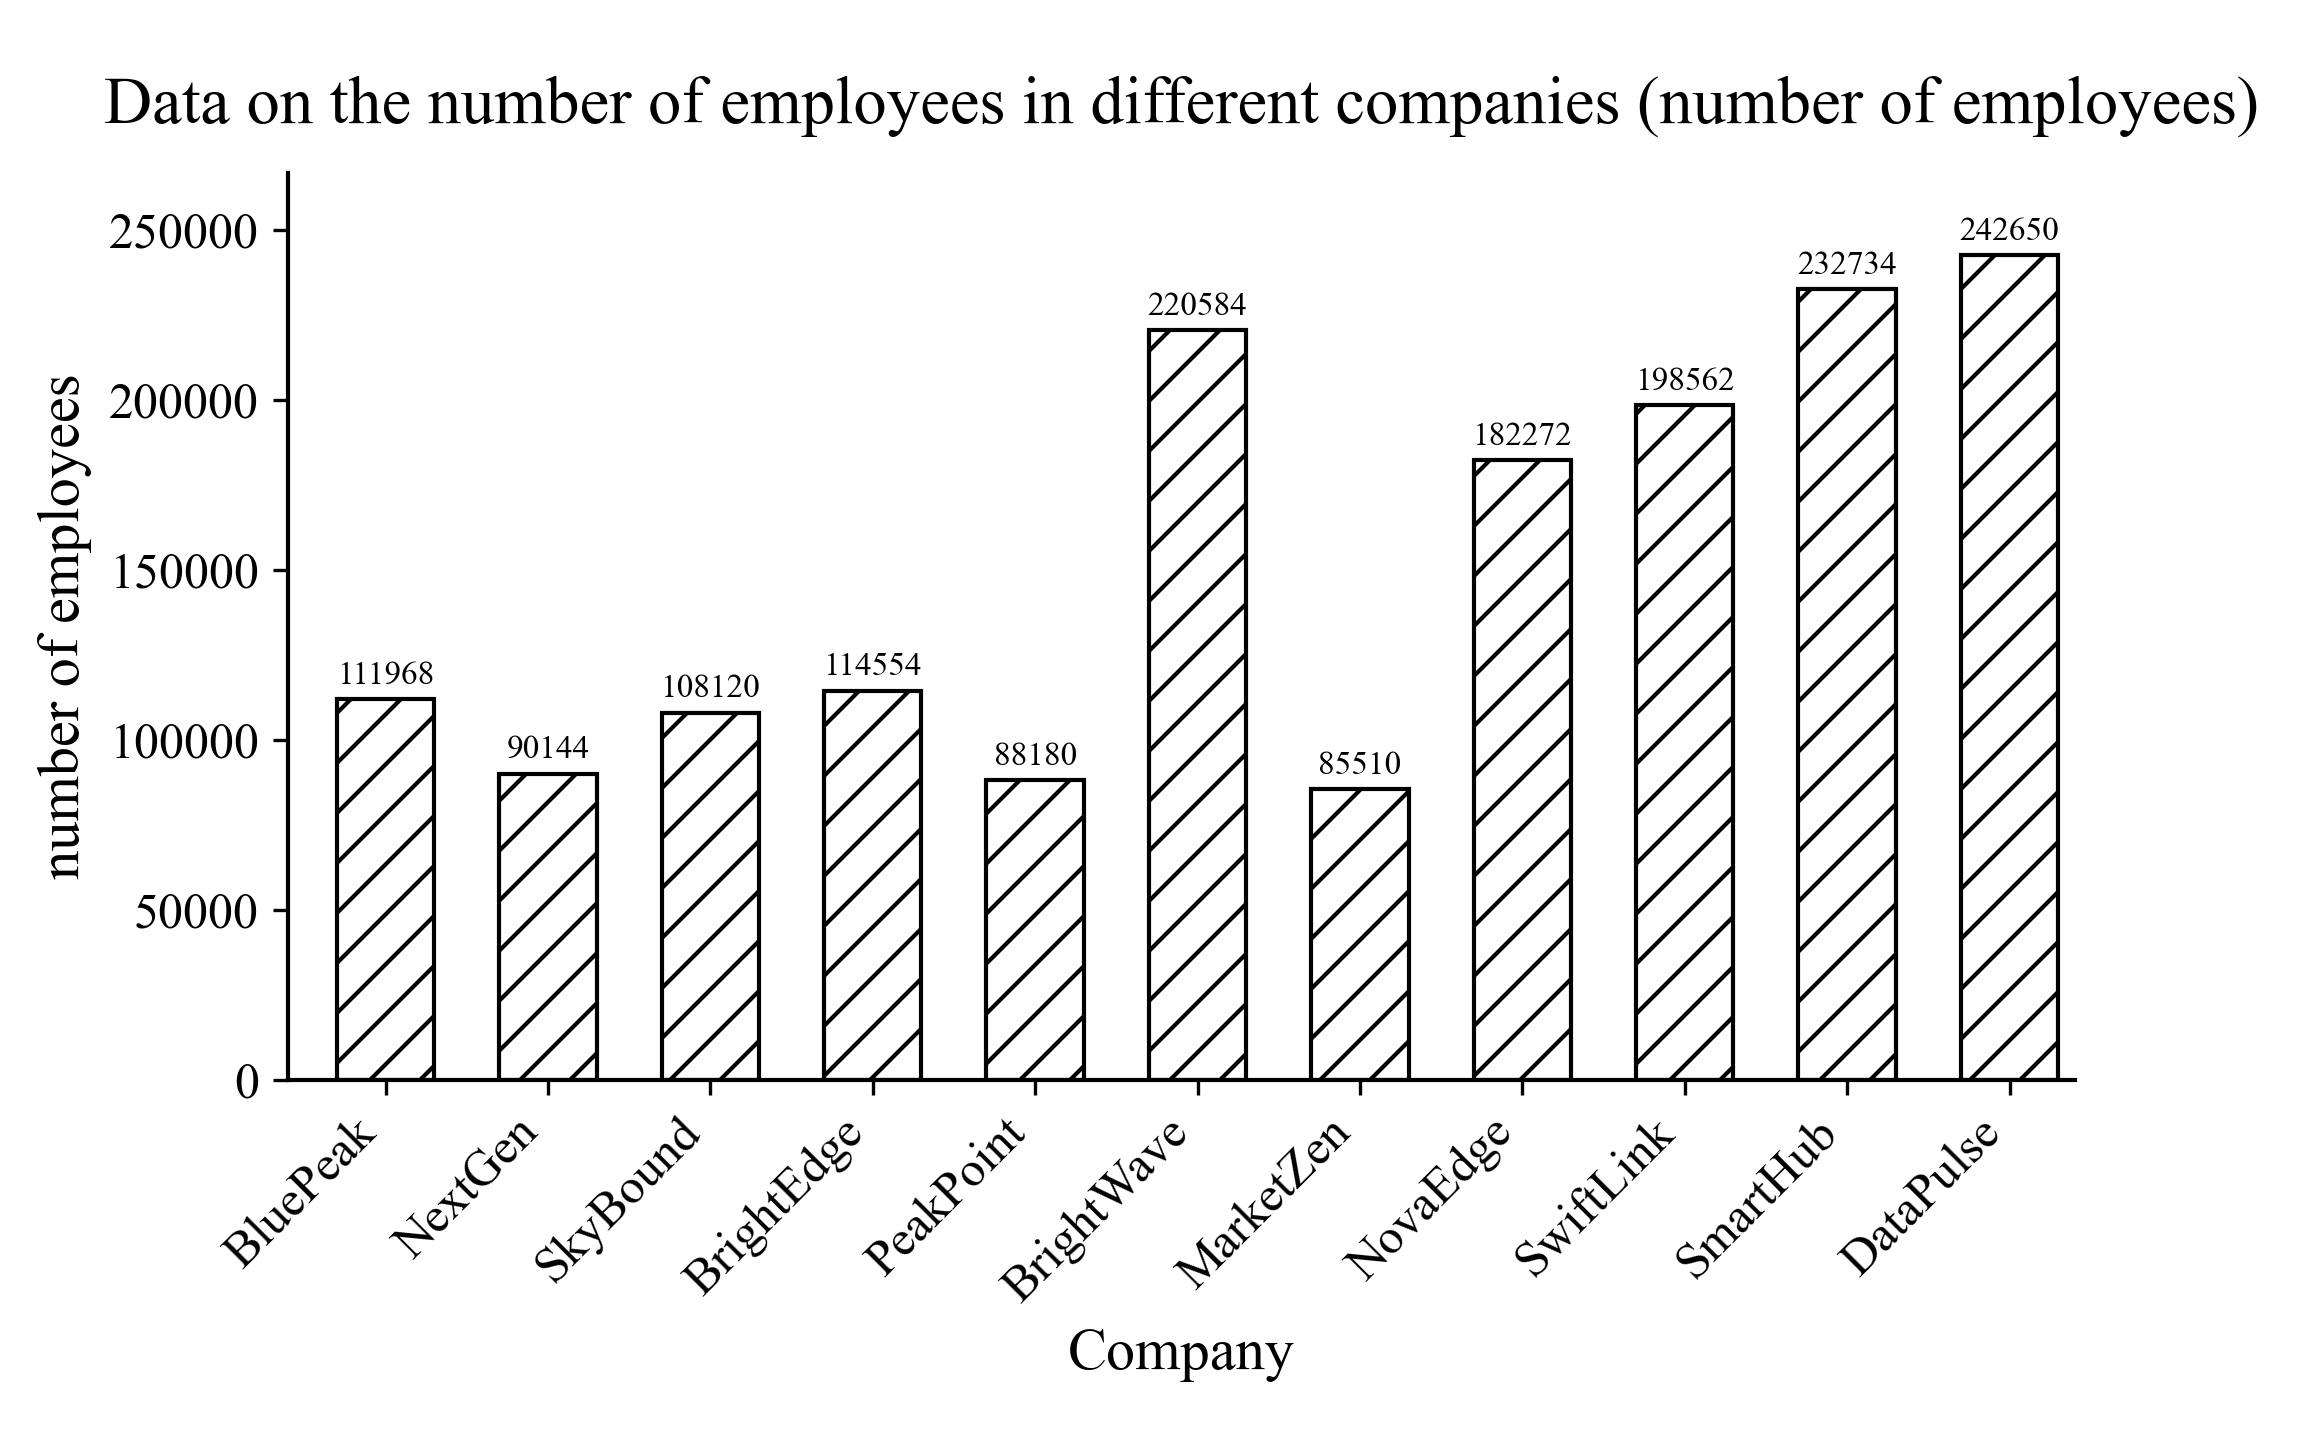 Data on the number of employees in different companies (number of employees)
number of employees
250000
200000
150000
100000
50000
0
111968
90144
108120
114554
88180
220584
85510
182272
198562
232734
242650
BluePeak
NextGen
SkyBound
BrightEdge
PeakPoint
BrightWave
MarketZen
NovaEdge
SwiftLink
SmartHub
DataPulse
Company